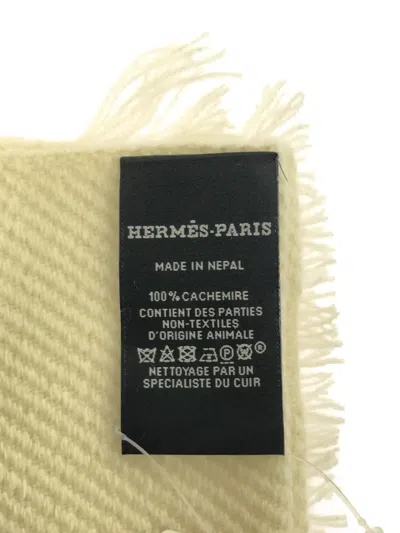 HERMÈS-PARIS
MADE IN NEPAL
100% CACHEMIRE
CONTIENT DES PARTIES
NON-TEXTILES
D'ORIGINE ANIMALE
P ®
NETTOYAGE PAR UN
SPECIALISTE DU CUIR